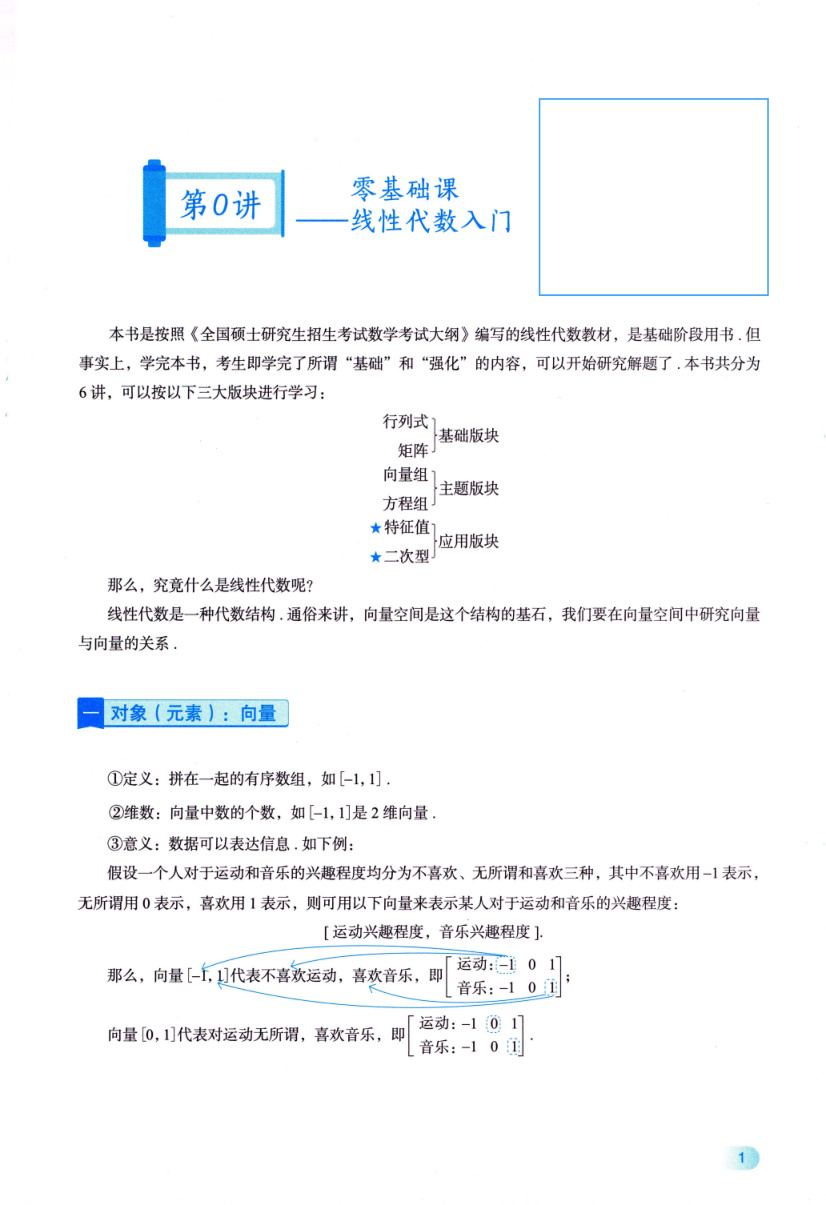 第0讲
零基础课
——线性代数入门
本书是按照《全国硕士研究生招生考试数学考试大纲》编写的线性代数教材，是基础阶段用书.但
事实上，学完本书，考生即学完了所谓“基础”和“强化”的内容，可以开始研究解题了.本书共分为
6讲，可以按以下三大版块进行学习：
行列式
矩阵
基础版块
向量组
方程组
主题版块
★特征值
★二次型
应用版块
那么，究竟什么是线性代数呢？
线性代数是一种代数结构.通俗来讲，向量空间是这个结构的基石，我们要在向量空间中研究向量
与向量的关系.
一 对象（元素）：向量
①定义：拼在一起的有序数组，如[−1, 1].
②维数：向量中数的个数，如[−1, 1]是2维向量.
③意义：数据可以表达信息.如下例：
假设一个人对于运动和音乐的兴趣程度均分为不喜欢、无所谓和喜欢三种，其中不喜欢用−1表示，
无所谓用0表示，喜欢用1表示，则可用以下向量来表示某人对于运动和音乐的兴趣程度：
[运动兴趣程度，音乐兴趣程度].
那么，向量[−1, 1]代表不喜欢运动，喜欢音乐，即
运动：−1 0 1
音乐：−1 0 1
；
向量[0, 1]代表对运动无所谓，喜欢音乐，即
运动：−1 0 1
音乐：−1 0 1
.
1